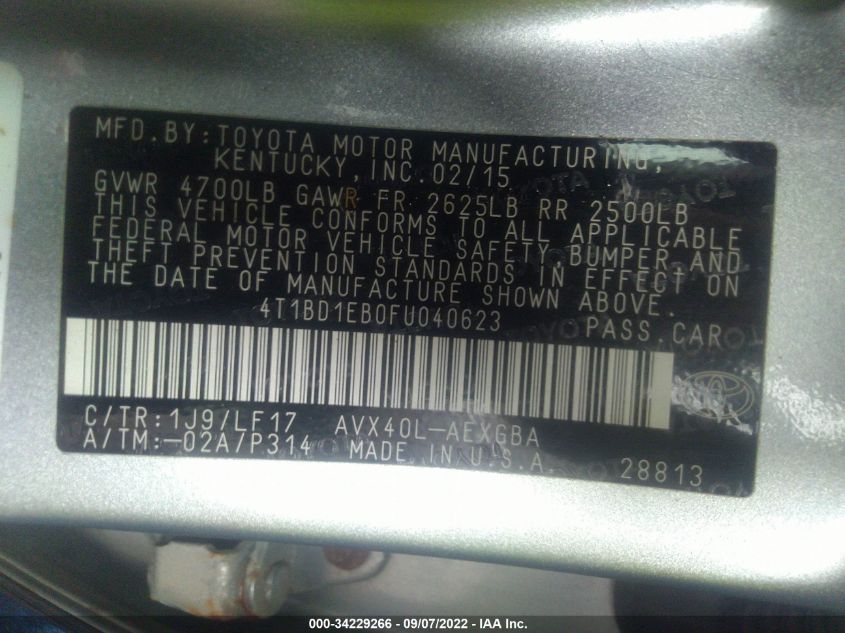 MFD.BY:TOYOTA MOTOR MANUFACTURING,
KENTUCKY, INC.02/15
GVWR 4700LB GAWR FR 2625LB RR 2500LB
THIS VEHICLE CONFORMS TO ALL APPLICABLE
FEDERAL MOTOR VEHICLE SAFETY, BUMPER, AND
THEFT PREVENTION STANDARDS IN EFFECT ON
THE DATE OF MANUFACTURE SHOWN ABOVE.
4T1BD1EB0FU040623 PASS.CAR
C/TR:1J9/LF17 AVX40L-AEXGBA
A/TM:-02A/P314 MADE IN U.S.A. 28813
000-34229266 - 09/07/2022 - IAA Inc.